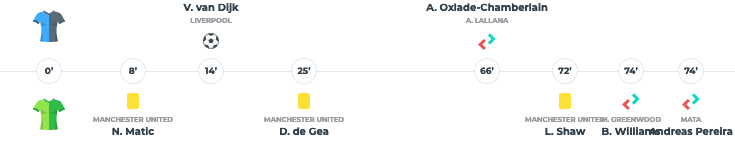 V. van Dijk
LIVERPOOL
A. Oxlade-Chamberlain
A. LALLANA
0’ 8’ 14’ 25’ 66’ 72’ 74’ 74’
MANCHESTER UNITED
N. Matic
MANCHESTER UNITED
D. de Gea
MANCHESTER UNITED
L. Shaw
M. GREENWOOD
B. Williams
MATA
Andreas Pereira